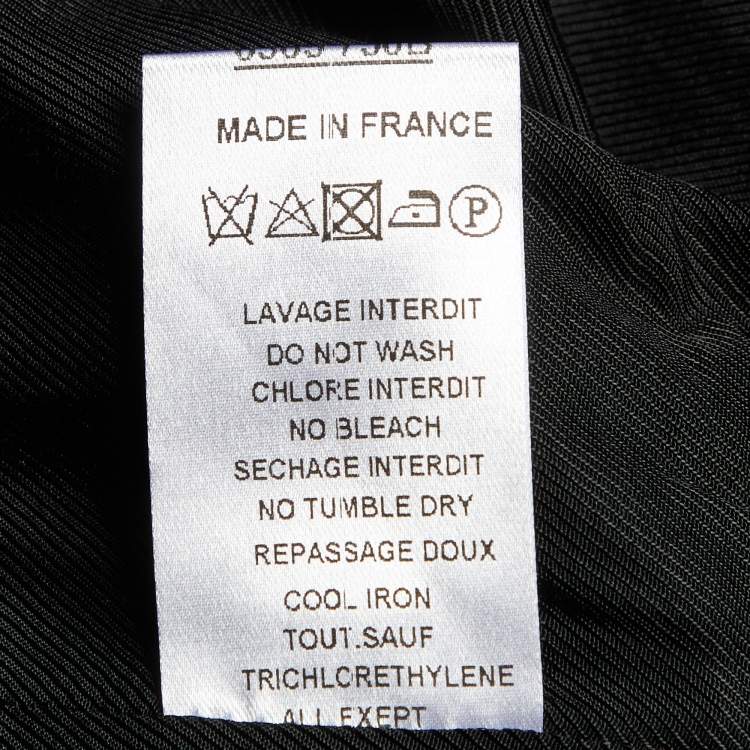 MADE IN FRANCE
P
LAVAGE INTERDIT
DO NOT WASH
CHLORE INTERDIT
NO BLEACH
SECHAGE INTERDIT
NO TUMBLE DRY
REPASSAGE DOUX
COOL IRON
TOUT.SAUF
TRICHLORETHYLENE
ALL EXEPT